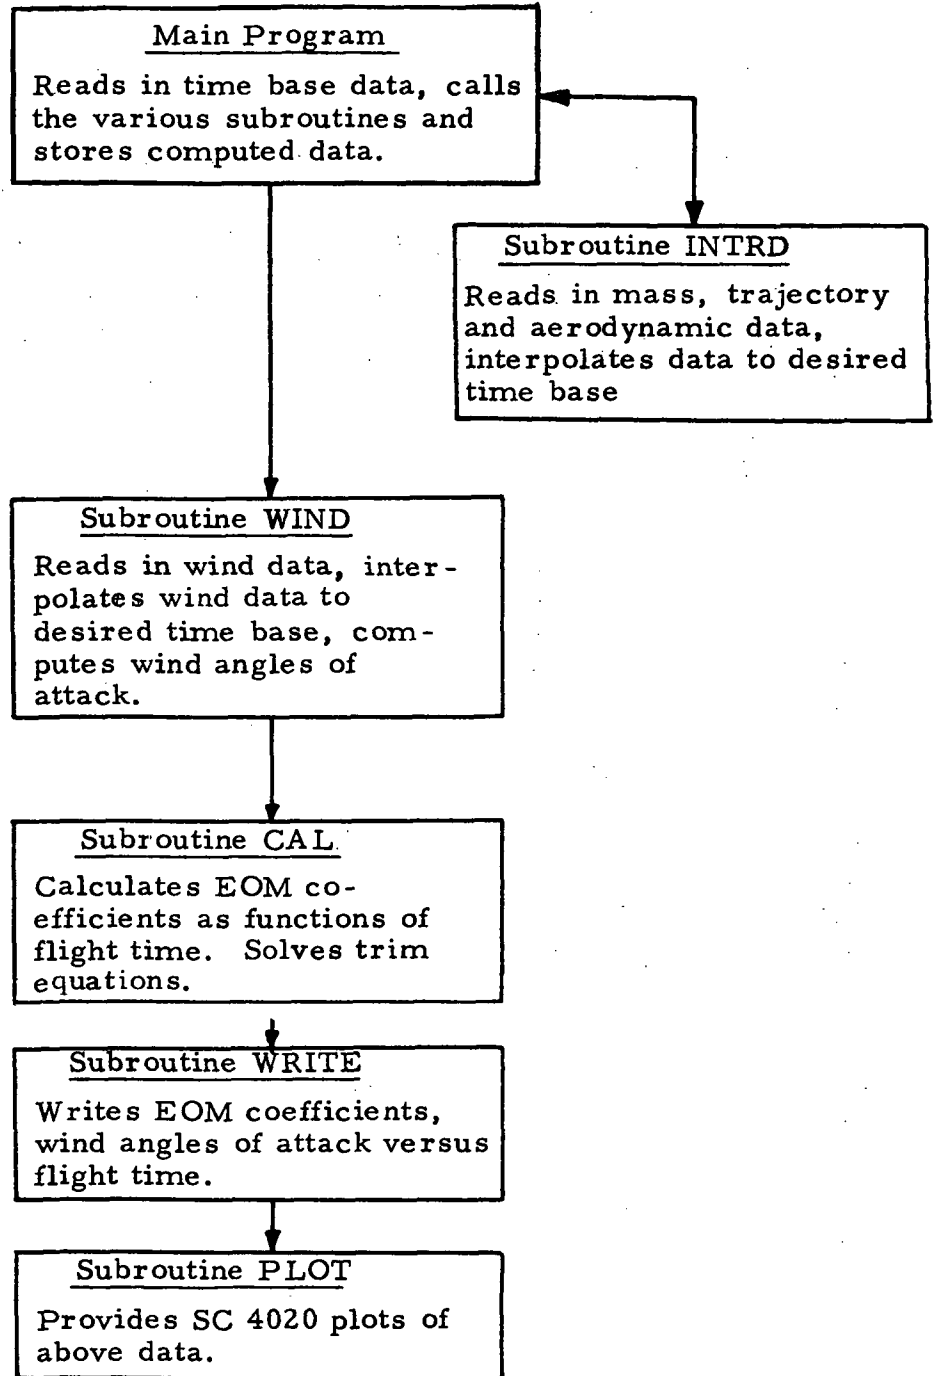 Main Program
Reads in time base data, calls
the various subroutines and
stores computed data.
Subroutine INTRD
Reads in mass, trajectory
and aerodynamic data,
interpolates data to desired
time base
Subroutine WIND
Reads in wind data, inter-
polates wind data to
desired time base, com-
putes wind angles of
attack.
Subroutine CAL
Calculates EOM co-
efficients as functions of
flight time. Solves trim
equations.
Subroutine WRITE
Writes EOM coefficients,
wind angles of attack versus
flight time.
Subroutine PLOT
Provides SC 4020 plots of
above data.